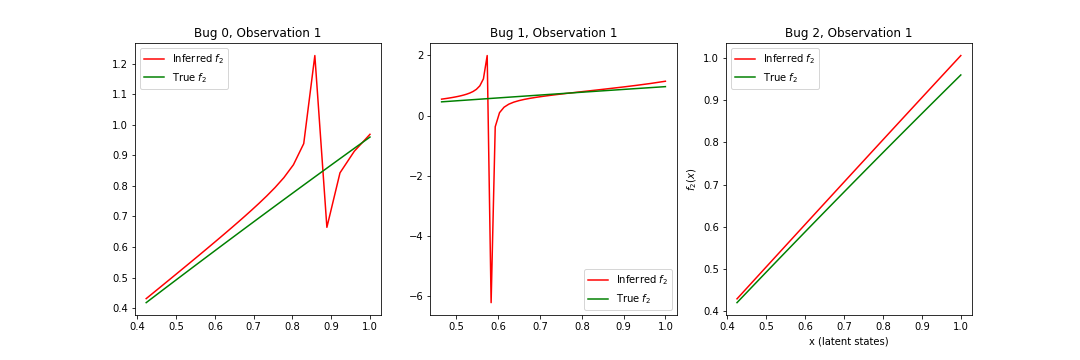 Bug 0, Observation 1
Inferred f₂
True f₂
1.2
1.1
1.0
0.9
0.8
0.7
0.6
0.5
0.4
0.4 0.5 0.6 0.7 0.8 0.9 1.0
Bug 1, Observation 1
2
0
−2
−4
−6
Inferred f₂
True f₂
0.5 0.6 0.7 0.8 0.9 1.0
Bug 2, Observation 1
Inferred f₂
True f₂
f₂(x)
1.0
0.9
0.8
0.7
0.6
0.5
0.4
0.4 0.5 0.6 0.7 0.8 0.9 1.0
x (latent states)